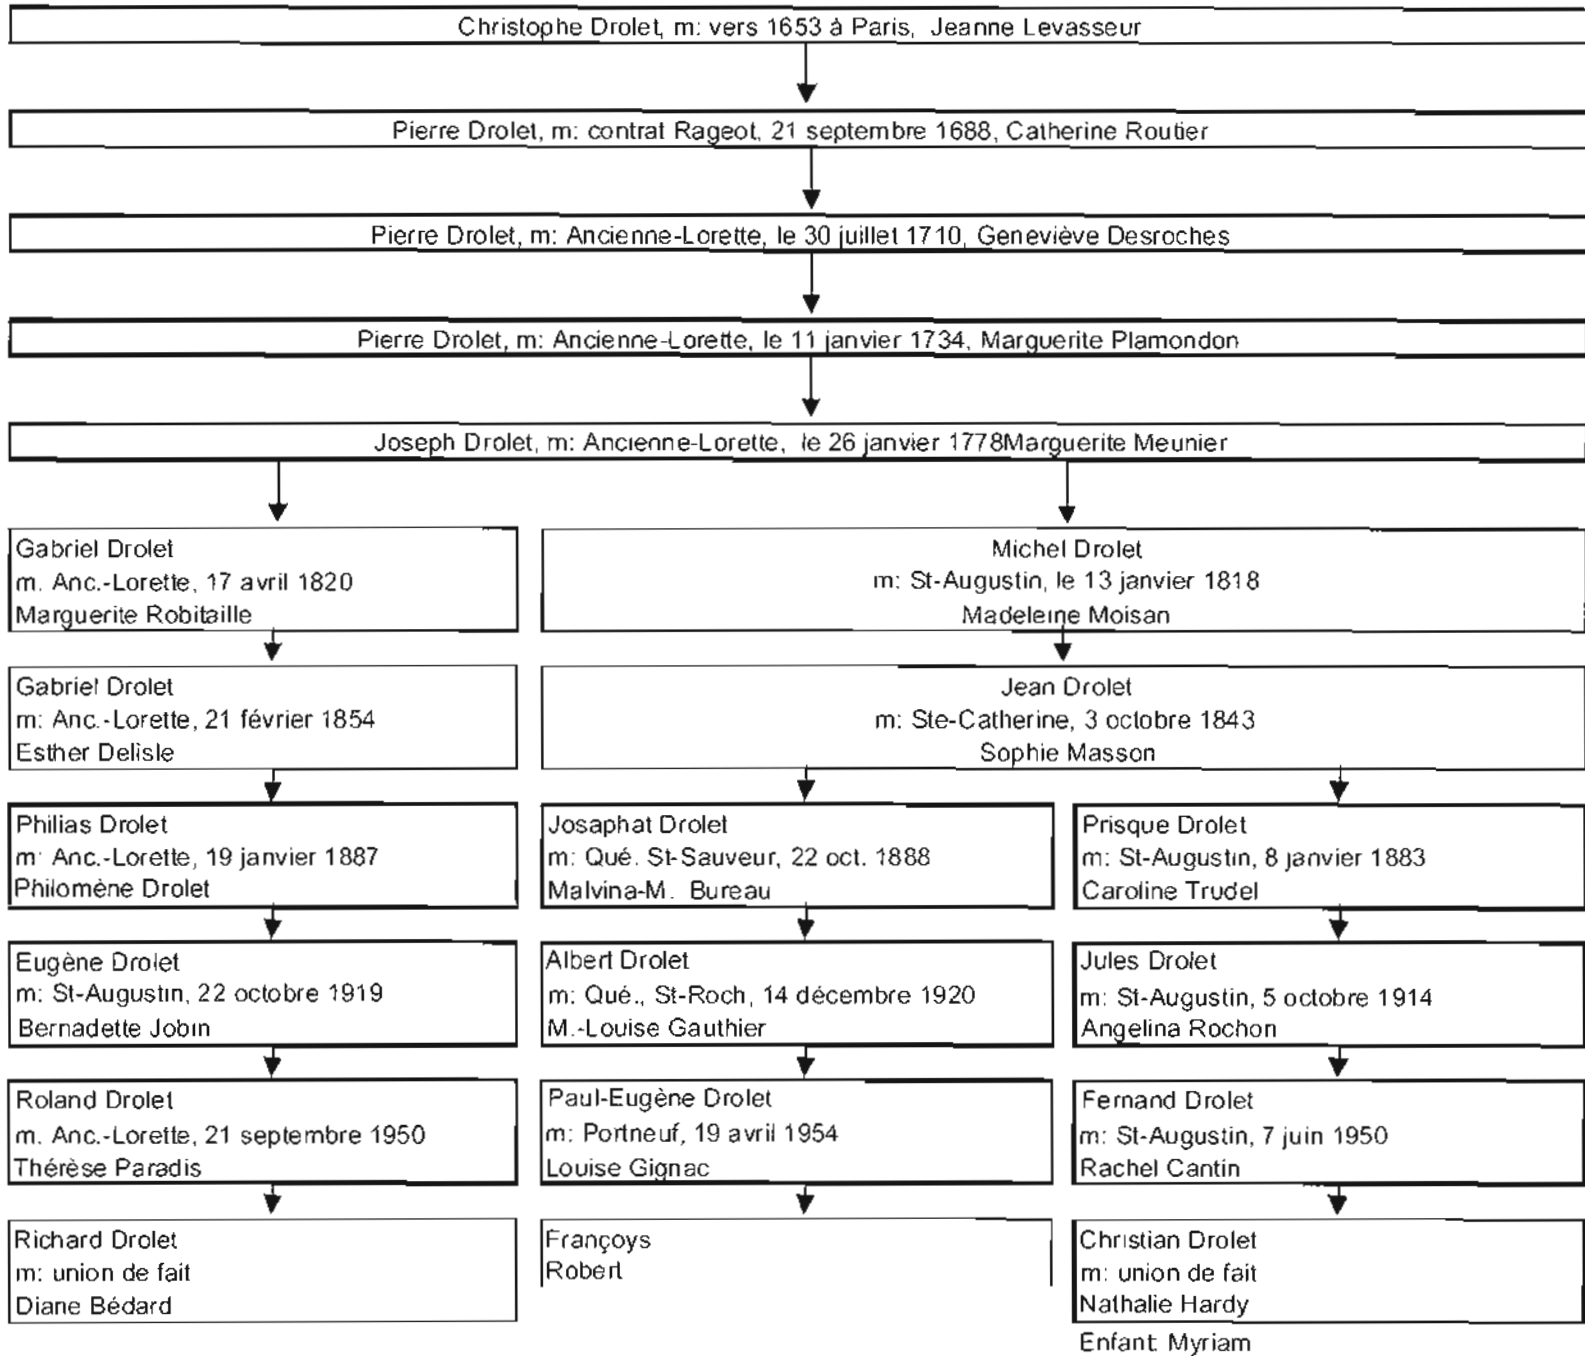 Christophe Drolet, m: vers 1653 à Paris, Jeanne Levasseur
Pierre Drolet, m: contrat Rageot, 21 septembre 1688, Catherine Routier
Pierre Drolet, m: Ancienne-Lorette, le 30 juillet 1710, Geneviève Desroches
Pierre Drolet, m: Ancienne-Lorette, le 11 janvier 1734, Marguerite Plamondon
Joseph Drolet, m: Ancienne-Lorette, le 26 janvier 1778Marguerite Meunier
Gabriel Drolet
m. Anc.-Lorette, 17 avril 1820
Marguerite Robitaille
Michel Drolet
m: St-Augustin, le 13 janvier 1818
Madeleine Moisan
Gabriel Drolet
m: Anc.-Lorette, 21 février 1854
Esther Delisle
Jean Drolet
m: Ste-Catherine, 3 octobre 1843
Sophie Masson
Philias Drolet
m: Anc.-Lorette, 19 janvier 1887
Philomène Drolet
Josaphat Drolet
m: Qué. St-Sauveur, 22 oct. 1888
Malvina-M. Bureau
Prisque Drolet
m: St-Augustin, 8 janvier 1883
Caroline Trudel
Eugène Drolet
m: St-Augustin, 22 octobre 1919
Bernadette Jobin
Albert Drolet
m: Qué., St-Roch, 14 décembre 1920
M.-Louise Gauthier
Jules Drolet
m: St-Augustin, 5 octobre 1914
Angelina Rochon
Roland Drolet
m. Anc.-Lorette, 21 septembre 1950
Thérèse Paradis
Paul-Eugène Drolet
m: Portneuf, 19 avril 1954
Louise Gignac
Fernand Drolet
m: St-Augustin, 7 juin 1950
Rachel Cantin
Richard Drolet
m: union de fait
Diane Bédard
Françoys
Robert
Christian Drolet
m: union de fait
Nathalie Hardy
Enfant: Myriam